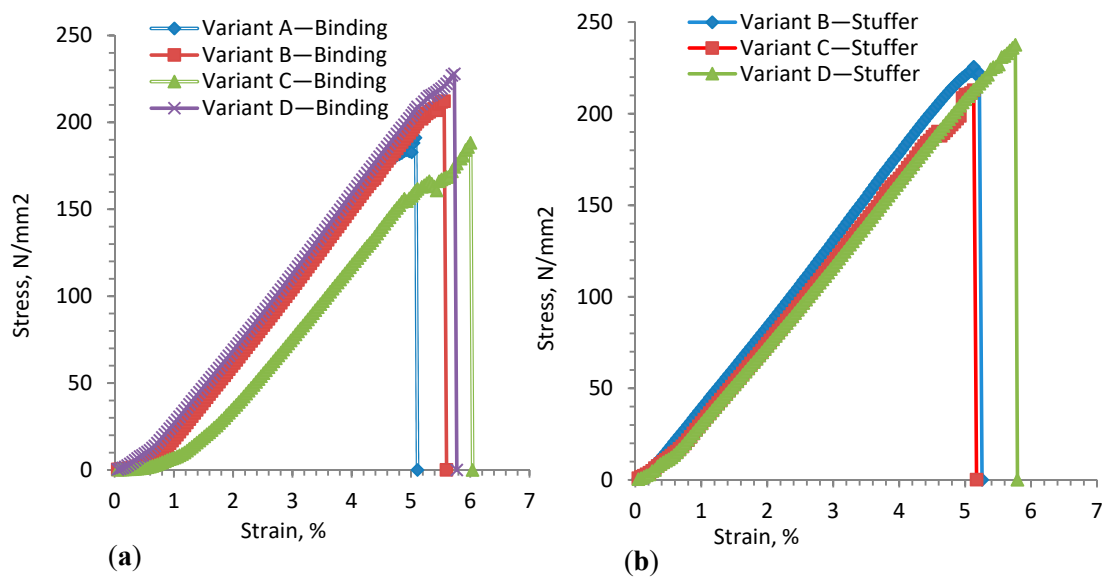 Variant A—Binding
Variant B—Binding
Variant C—Binding
Variant D—Binding
250
200
150
100
50
0
Stress, N/mm2
0 1 2 3 4 5 6 7
Strain, %
(a)
Variant B—Stuffer
Variant C—Stuffer
Variant D—Stuffer
250
200
150
100
50
0
Stress, N/mm2
0 1 2 3 4 5 6 7
Strain, %
(b)